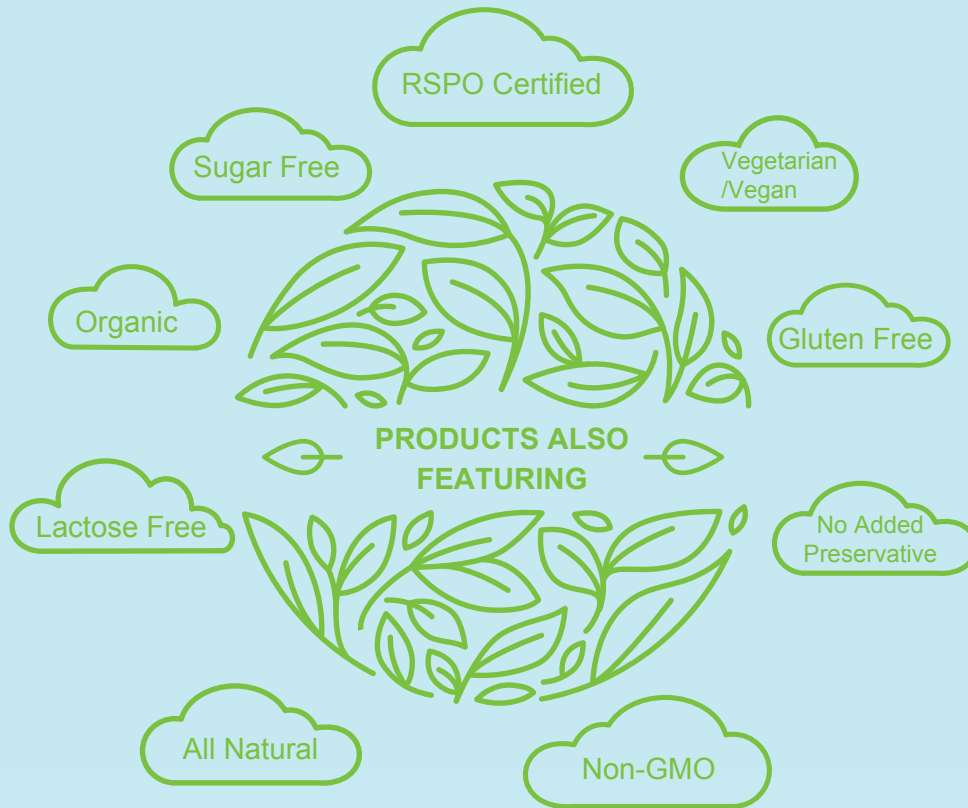 RSPO Certified
Sugar Free
Vegetarian
/Vegan
Organic
Gluten Free
PRODUCTS ALSO
FEATURING
Lactose Free
No Added
Preservative
All Natural
Non-GMO